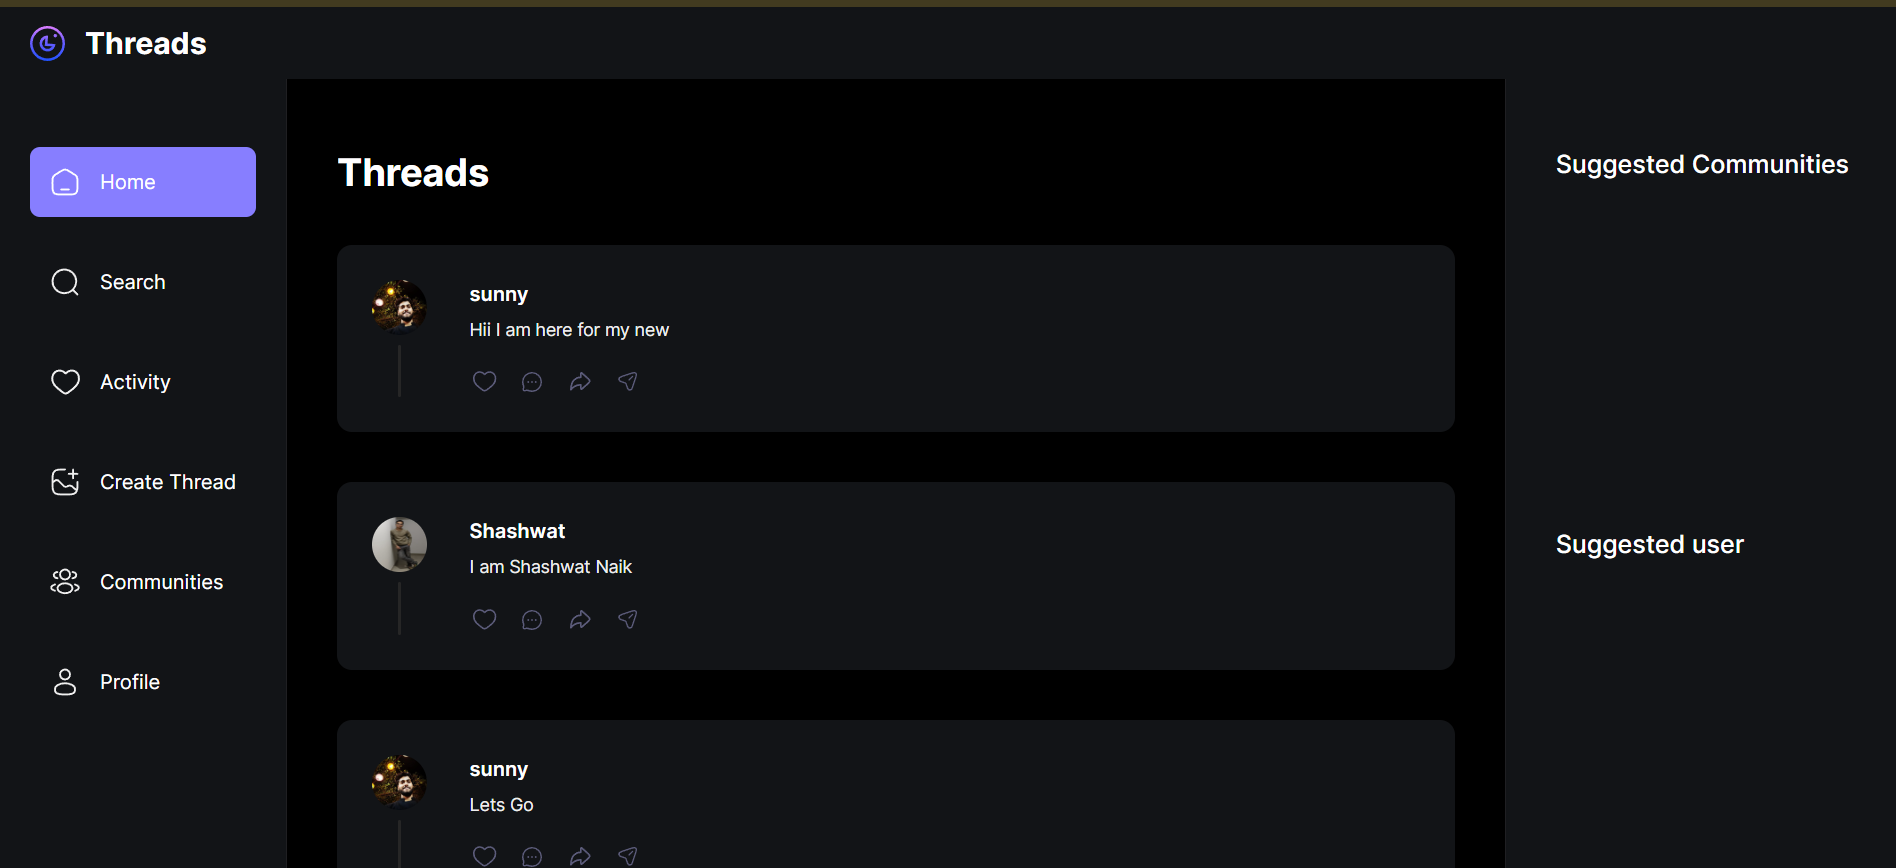 Threads
Home
Search
Activity
Create Thread
Communities
Profile
Threads
sunny
Hii I am here for my new
Shashwat
I am Shashwat Naik
sunny
Lets Go
Suggested Communities
Suggested user